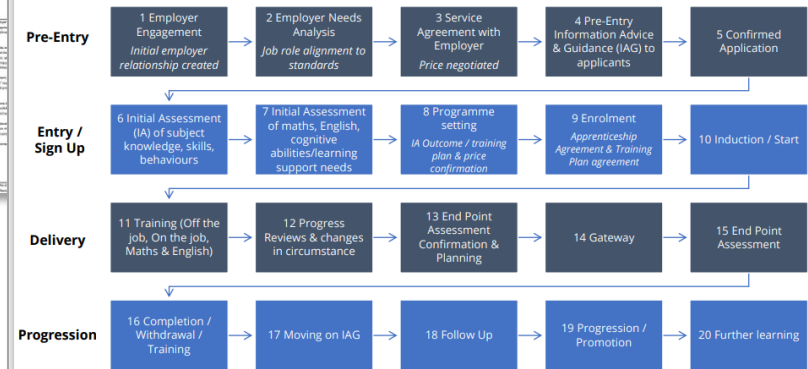 Pre-Entry
1 Employer
Engagement
Initial employer
relationship created
2 Employer Needs
Analysis
Job role alignment to
standards
3 Service
Agreement with
Employer
Price negotiated
4 Pre-Entry
Information Advice
& Guidance (IAG) to
applicants
5 Confirmed
Application
Entry /
Sign Up
6 Initial Assessment
(IA) of subject
knowledge, skills,
behaviours
7 Initial Assessment
of maths, English,
cognitive
abilities/learning
support needs
8 Programme
setting
IA Outcome / training
plan & price
confirmation
9 Enrolment
Apprenticeship
Agreement & Training
Plan agreement
10 Induction / Start
Delivery
11 Training (Off the
job, On the job,
Maths & English)
12 Progress
Reviews & changes
in circumstance
13 End Point
Assessment
Confirmation &
Planning
14 Gateway
15 End Point
Assessment
Progression
16 Completion /
Withdrawal /
Training
17 Moving on IAG
18 Follow Up
19 Progression /
Promotion
20 Further learning